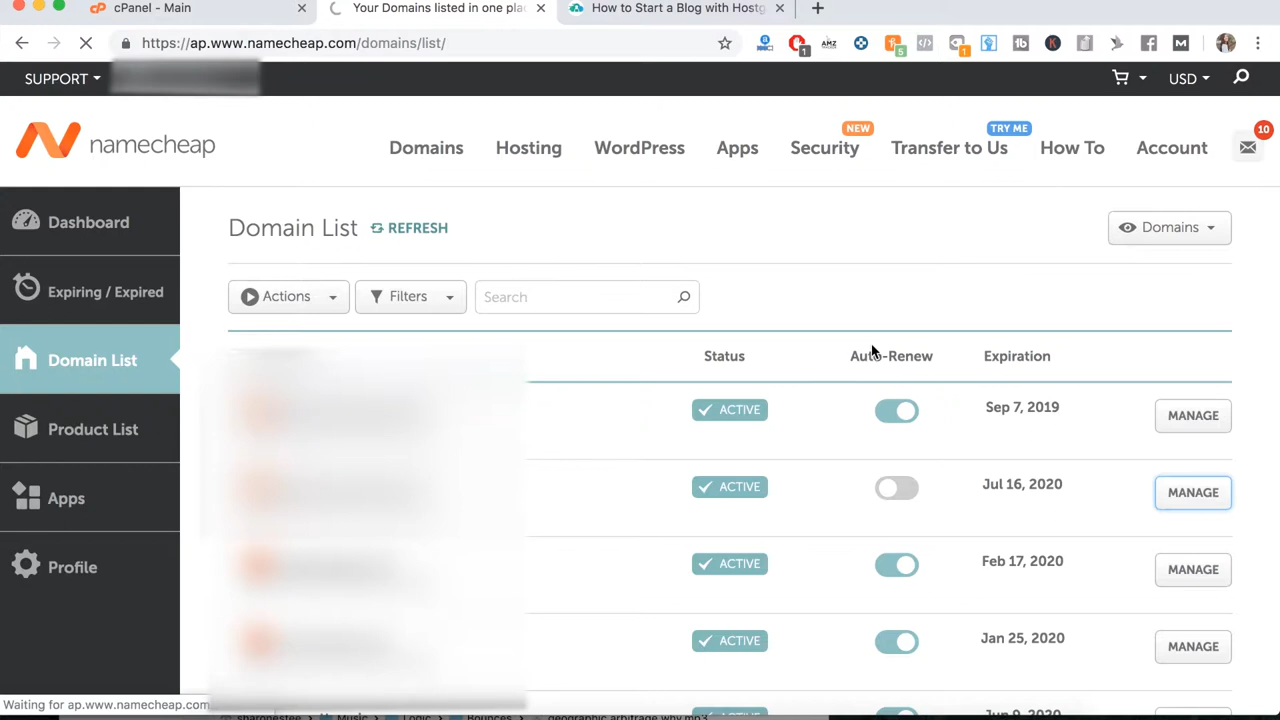 cPanel - Main
Your Domains listed in one plac
How to Start a Blog with Hostg
https://ap.www.namecheap.com/domains/list/
1
5
1
SUPPORT
USD
namecheap
Domains
Hosting
WordPress
Apps
NEW
Security
TRY ME
Transfer to Us
How To
Account
10
Dashboard
Expiring / Expired
Domain List
Product List
Apps
Profile
Domain List
REFRESH
Domains
Actions
Filters
Search
Status
Auto-Renew
Expiration
ACTIVE
Sep 7, 2019
MANAGE
ACTIVE
Jul 16, 2020
MANAGE
ACTIVE
Feb 17, 2020
MANAGE
ACTIVE
Jan 25, 2020
MANAGE
Waiting for ap.www.namecheap.com